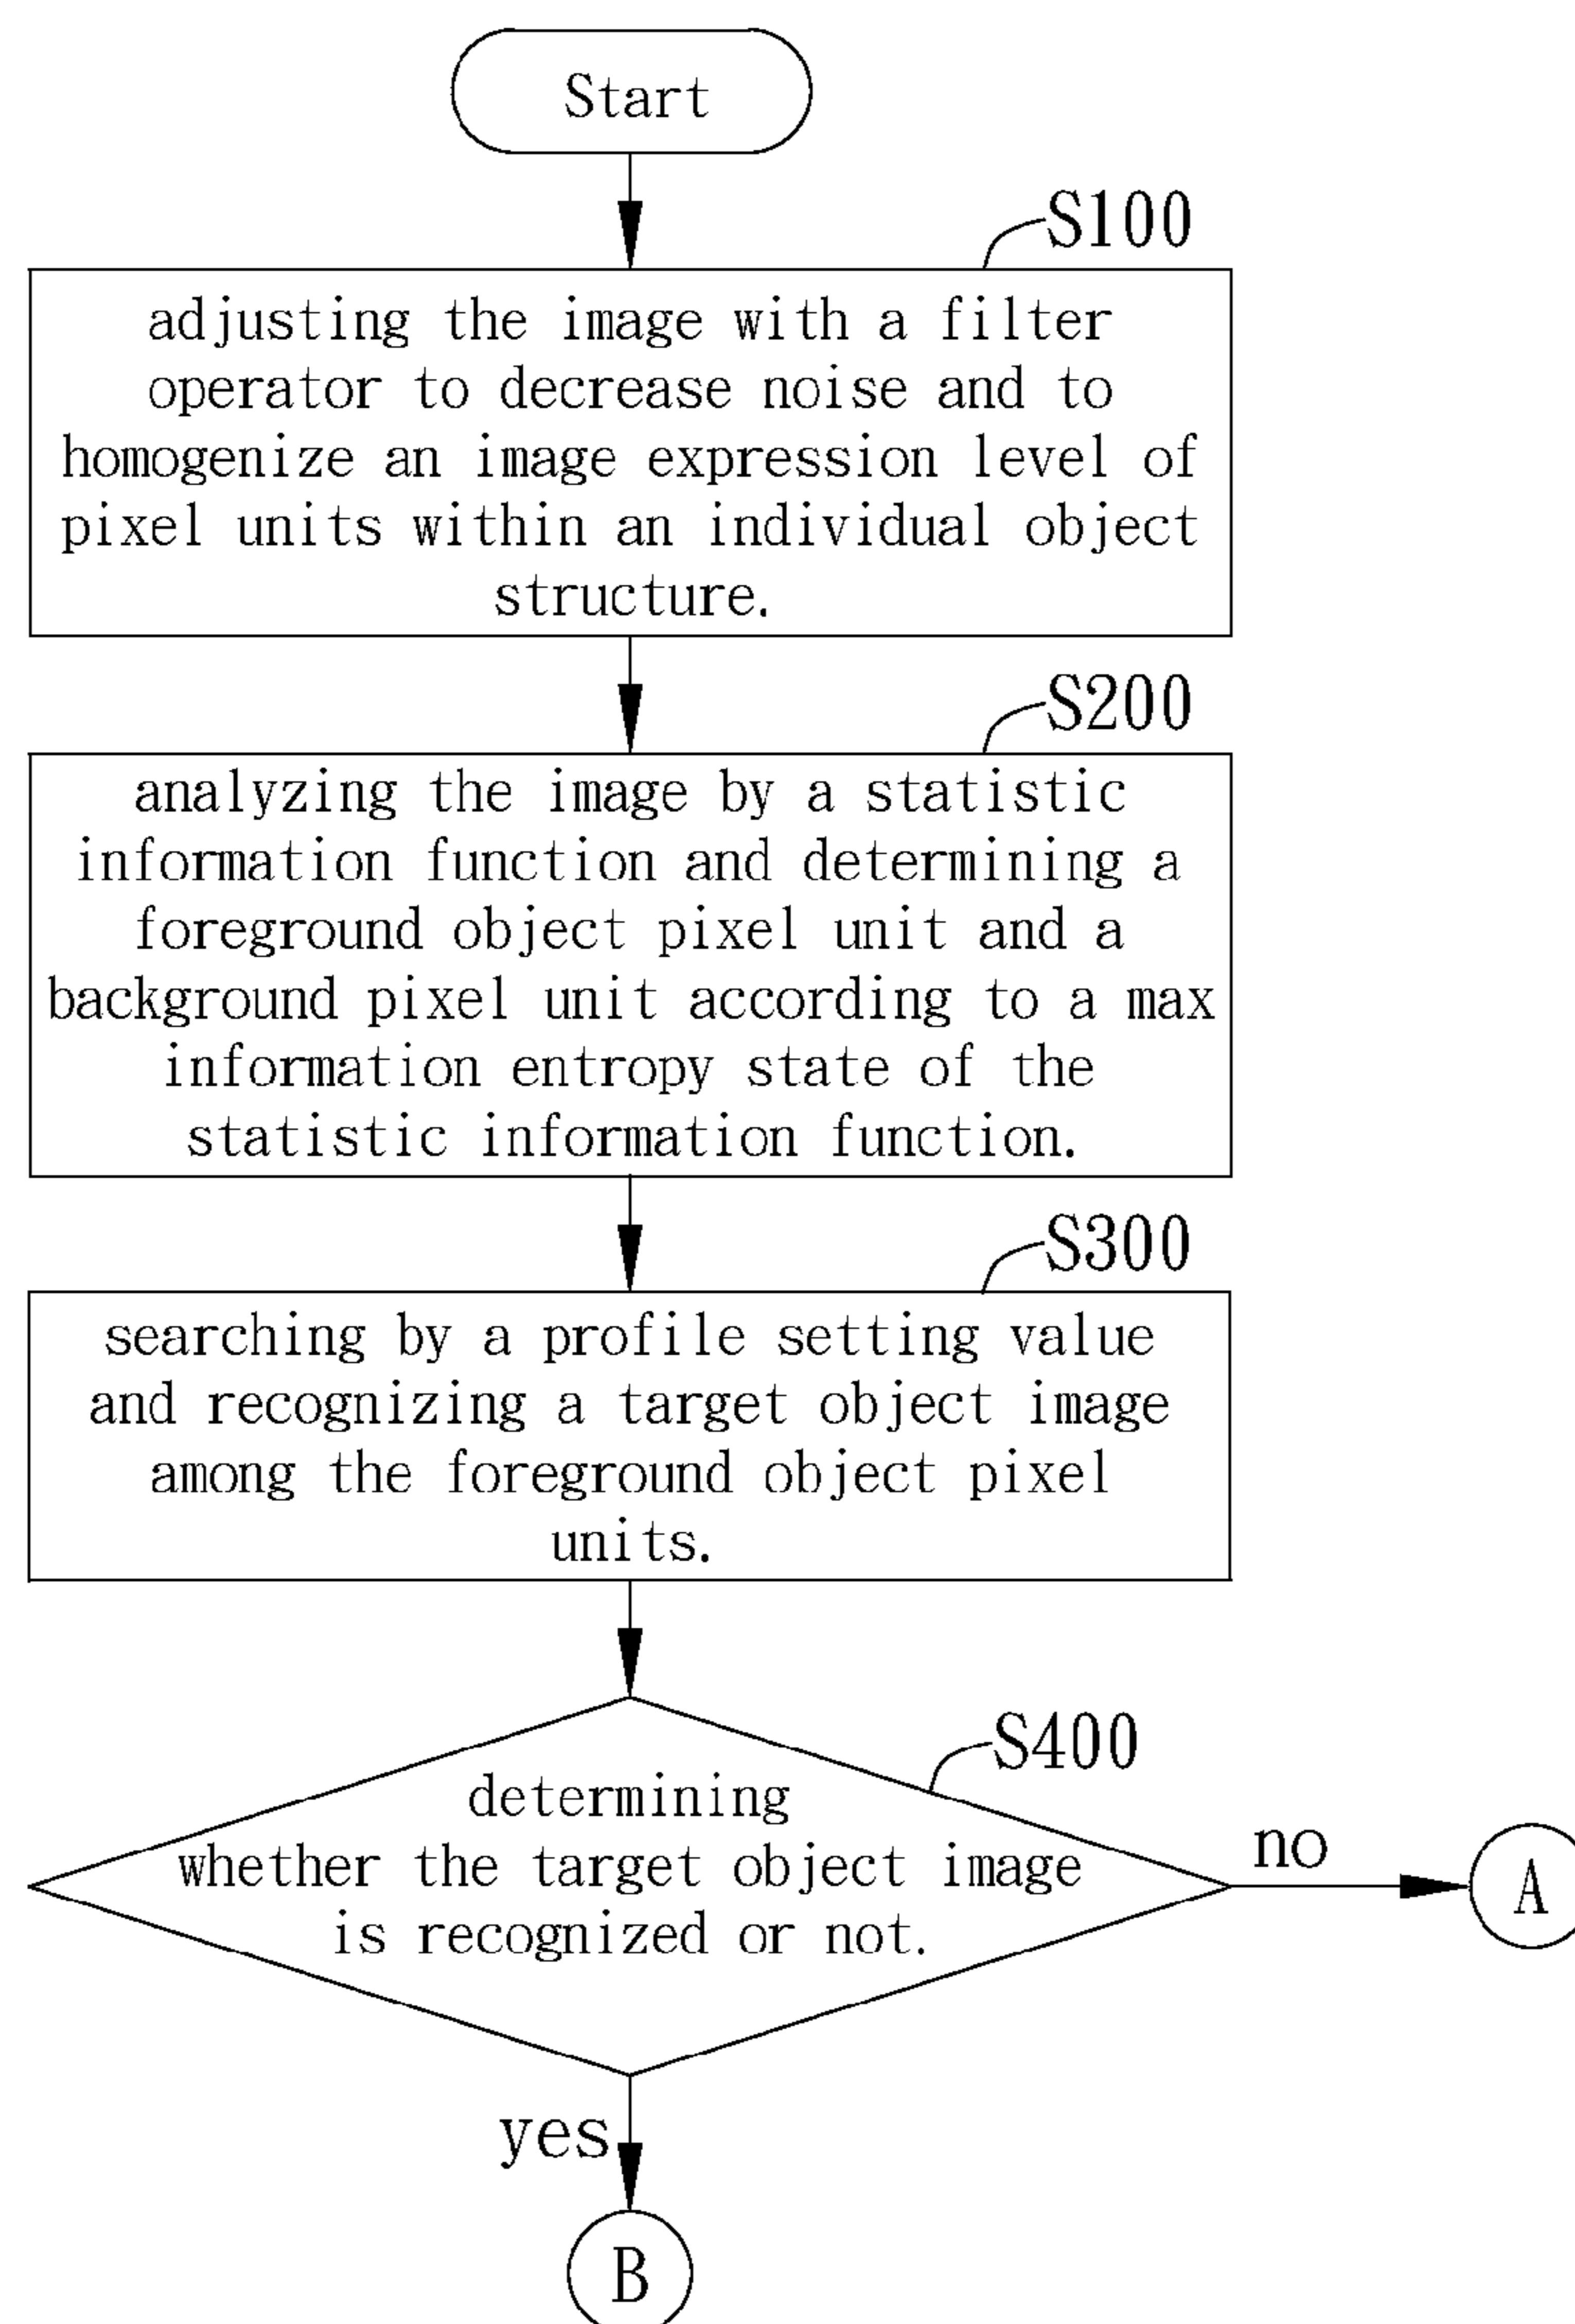 Start
S100
adjusting the image with a filter
operator to decrease noise and to
homogenize an image expression level of
pixel units within an individual object
structure.
S200
analyzing the image by a statistic
information function and determining a
foreground object pixel unit and a
background pixel unit according to a max
information entropy state of the
statistic information function.
S300
searching by a profile setting value
and recognizing a target object image
among the foreground object pixel
units.
S400
determining
whether the target object image
is recognized or not.
no
A
yes
B